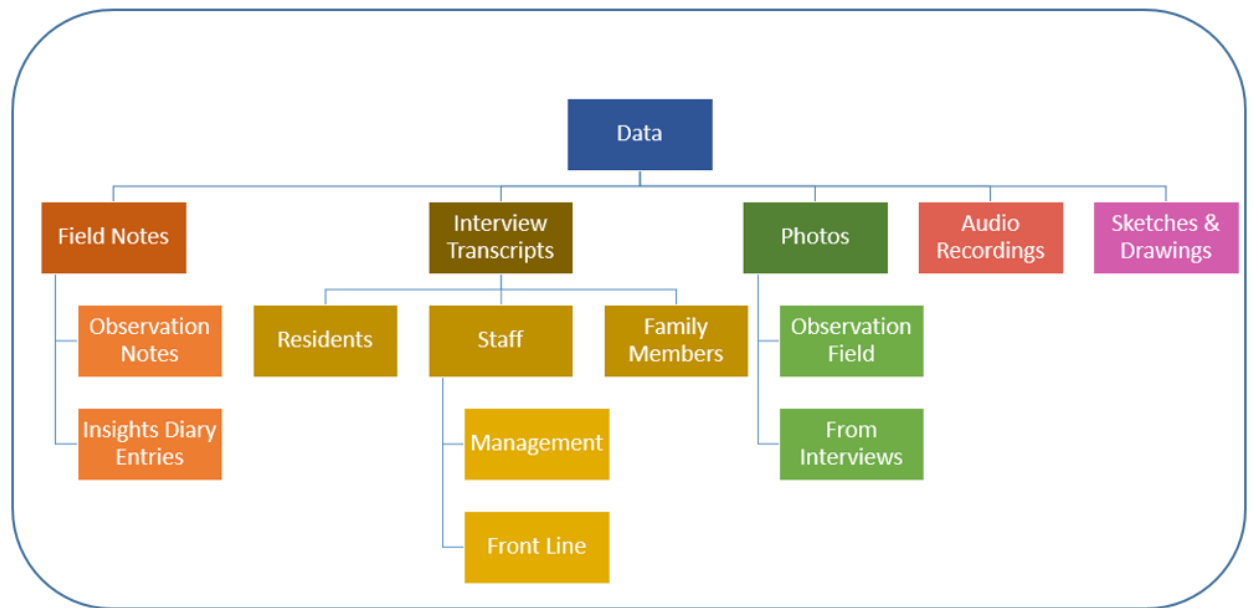 Data
Field Notes
Interview
Transcripts
Photos
Audio
Recordings
Sketches &
Drawings
Observation
Notes
Residents
Staff
Family
Members
Observation
Field
Insights Diary
Entries
Management
From
Interviews
Front Line